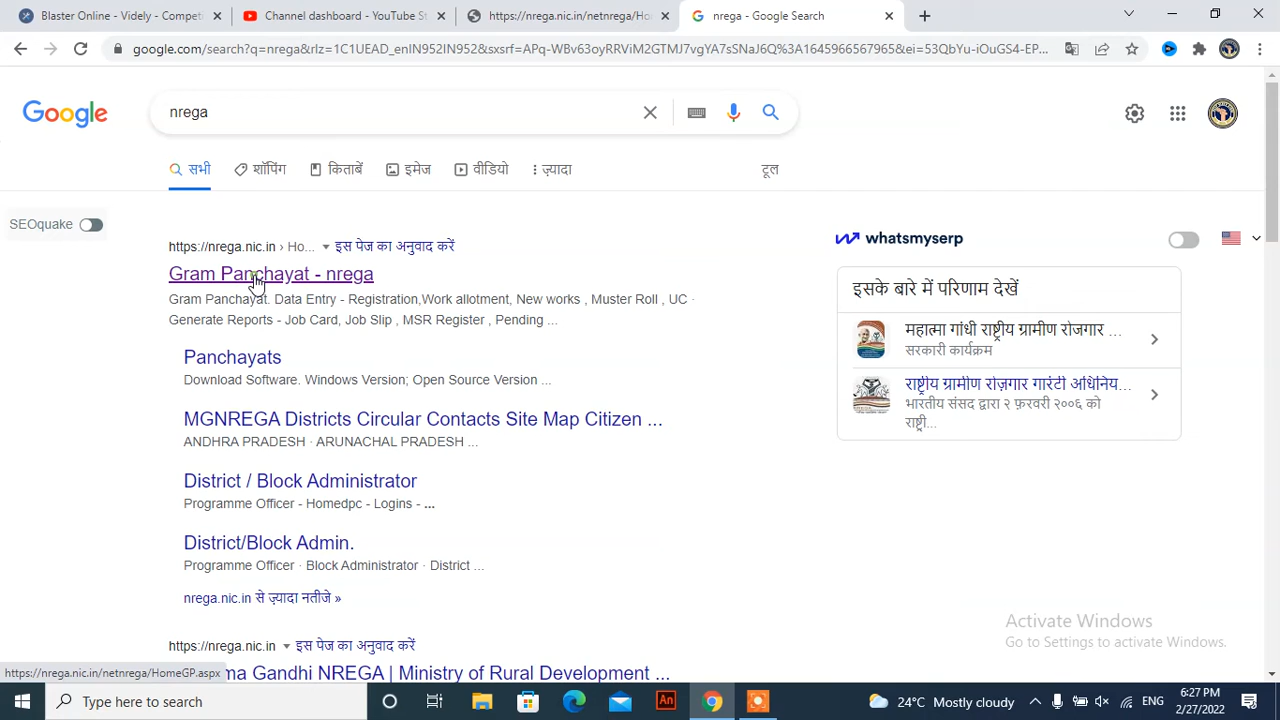 Blaster Online - Videly - Compet
Channel dashboard - YouTube St
https://nrega.nic.in/netnrega/Ho
nrega - Google Search
google.com/search?q=nrega&rlz=1C1UEAD_enIN952IN952&sxsrf=APq-WBv63oyRRViM2GTMJ7vgYA7sSNaJ6Q%3A1645966567965&ei=53QbYu-iOuGS4-EP...
Google
nrega
सभी शॉपिंग किताबें इमेज वीडियो ज़्यादा टूल
SEOquake
https://nrega.nic.in › Ho... इस पेज का अनुवाद करें
Gram Panchayat - nrega
Gram Panchayat. Data Entry - Registration,Work allotment, New works , Muster Roll , UC ·
Generate Reports - Job Card, Job Slip , MSR Register , Pending ...
Panchayats
Download Software. Windows Version; Open Source Version ...
MGNREGA Districts Circular Contacts Site Map Citizen ...
ANDHRA PRADESH · ARUNACHAL PRADESH ...
District / Block Administrator
Programme Officer - Homedpc - Logins - ...
District/Block Admin.
Programme Officer · Block Administrator · District ...
nrega.nic.in से ज़्यादा नतीजे »
https://nrega.nic.in इस पेज का अनुवाद करें
ma Gandhi NREGA | Ministry of Rural Development ...
whatsmyserp
इसके बारे में परिणाम देखें
महात्मा गांधी राष्ट्रीय ग्रामीण रोजगार ...
सरकारी कार्यक्रम
राष्ट्रीय ग्रामीण रोज़गार गारंटी अधिनिय...
भारतीय संसद द्वारा २ फ़रवरी २००६ को
राष्ट्री...
Activate Windows
Go to Settings to activate Windows.
https://nrega.nic.in/netnrega/HomeGP.aspx
Type here to search
An
24°C Mostly cloudy
ENG
6:27 PM
2/27/2022